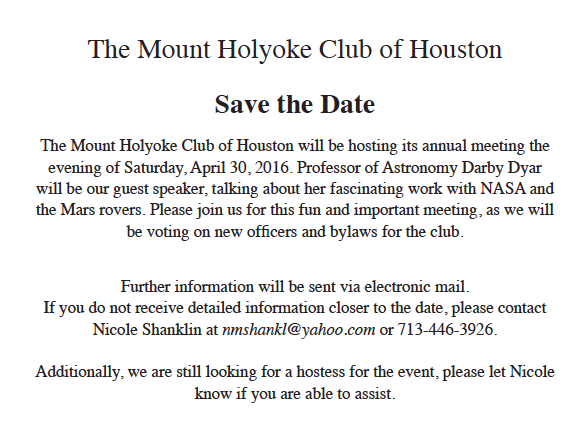 The Mount Holyoke Club of Houston
Save the Date
The Mount Holyoke Club of Houston will be hosting its annual meeting the
evening of Saturday, April 30, 2016. Professor of Astronomy Darby Dyar
will be our guest speaker, talking about her fascinating work with NASA and
the Mars rovers. Please join us for this fun and important meeting, as we will
be voting on new officers and bylaws for the club.
Further information will be sent via electronic mail.
If you do not receive detailed information closer to the date, please contact
Nicole Shanklin at nmshankl@yahoo.com or 713-446-3926.
Additionally, we are still looking for a hostess for the event, please let Nicole
know if you are able to assist.